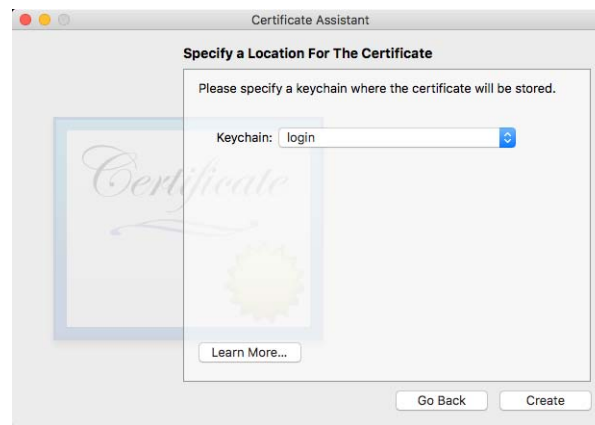 Certificate Assistant
Specify a Location For The Certificate
Please specify a keychain where the certificate will be stored.
Keychain: login
Certificate
Learn More...
Go Back Create